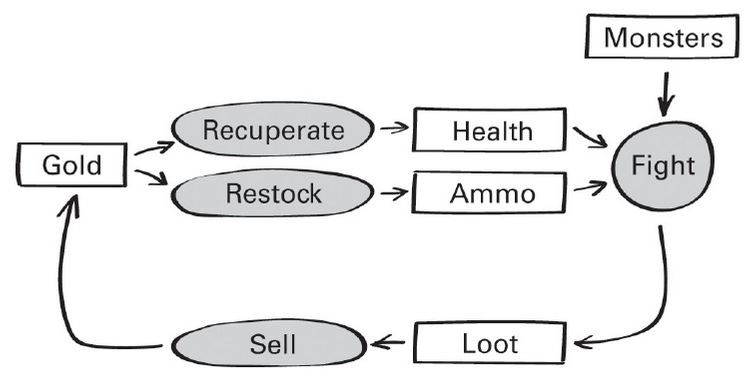 Monsters
Recuperate
Health
Gold
Fight
Restock
Ammo
Sell
Loot